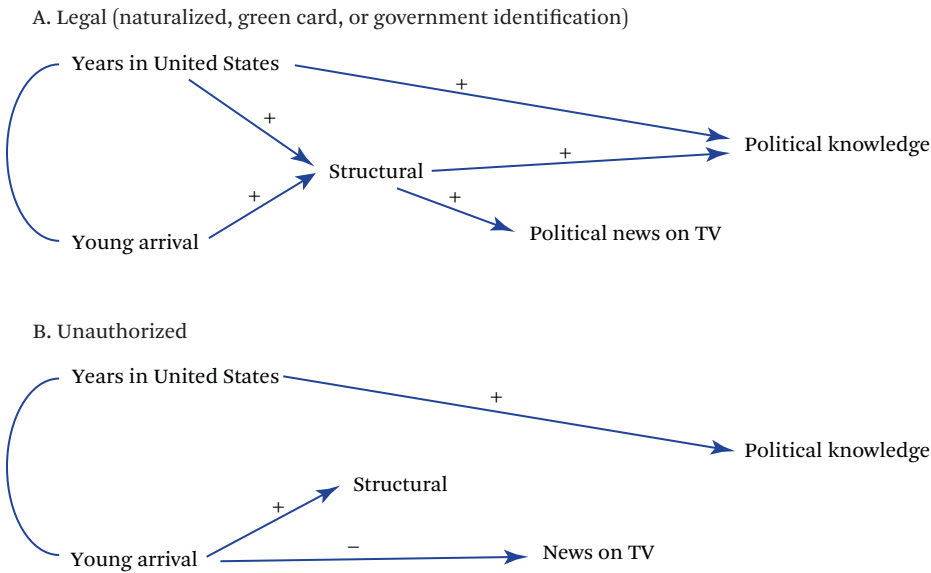 A. Legal (naturalized, green card, or government identification)
Years in United States
+
+
Political knowledge
+
Structural
+
+
Political news on TV
Young arrival
B. Unauthorized
Years in United States
+
Political knowledge
Structural
+
–
News on TV
Young arrival